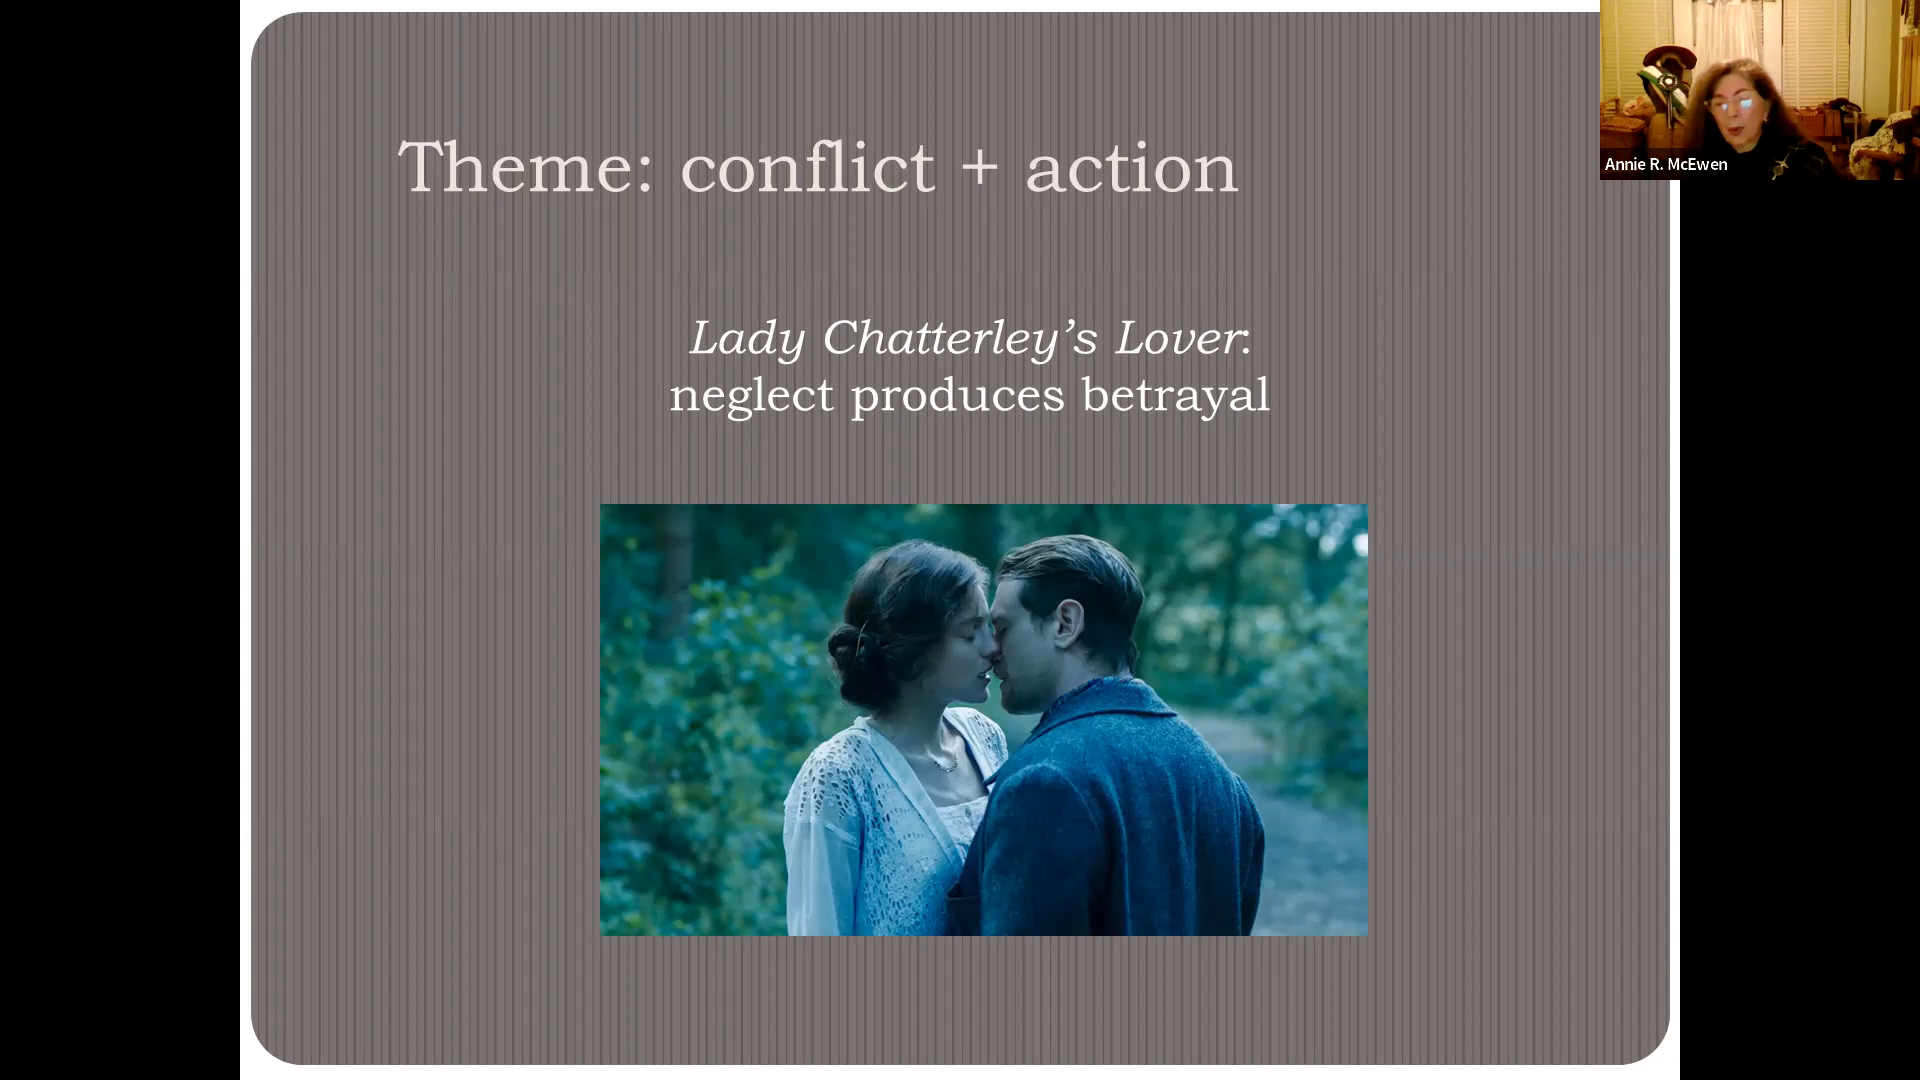 Theme: conflict + action
Annie R. McEwen
Lady Chatterley’s Lover:
neglect produces betrayal